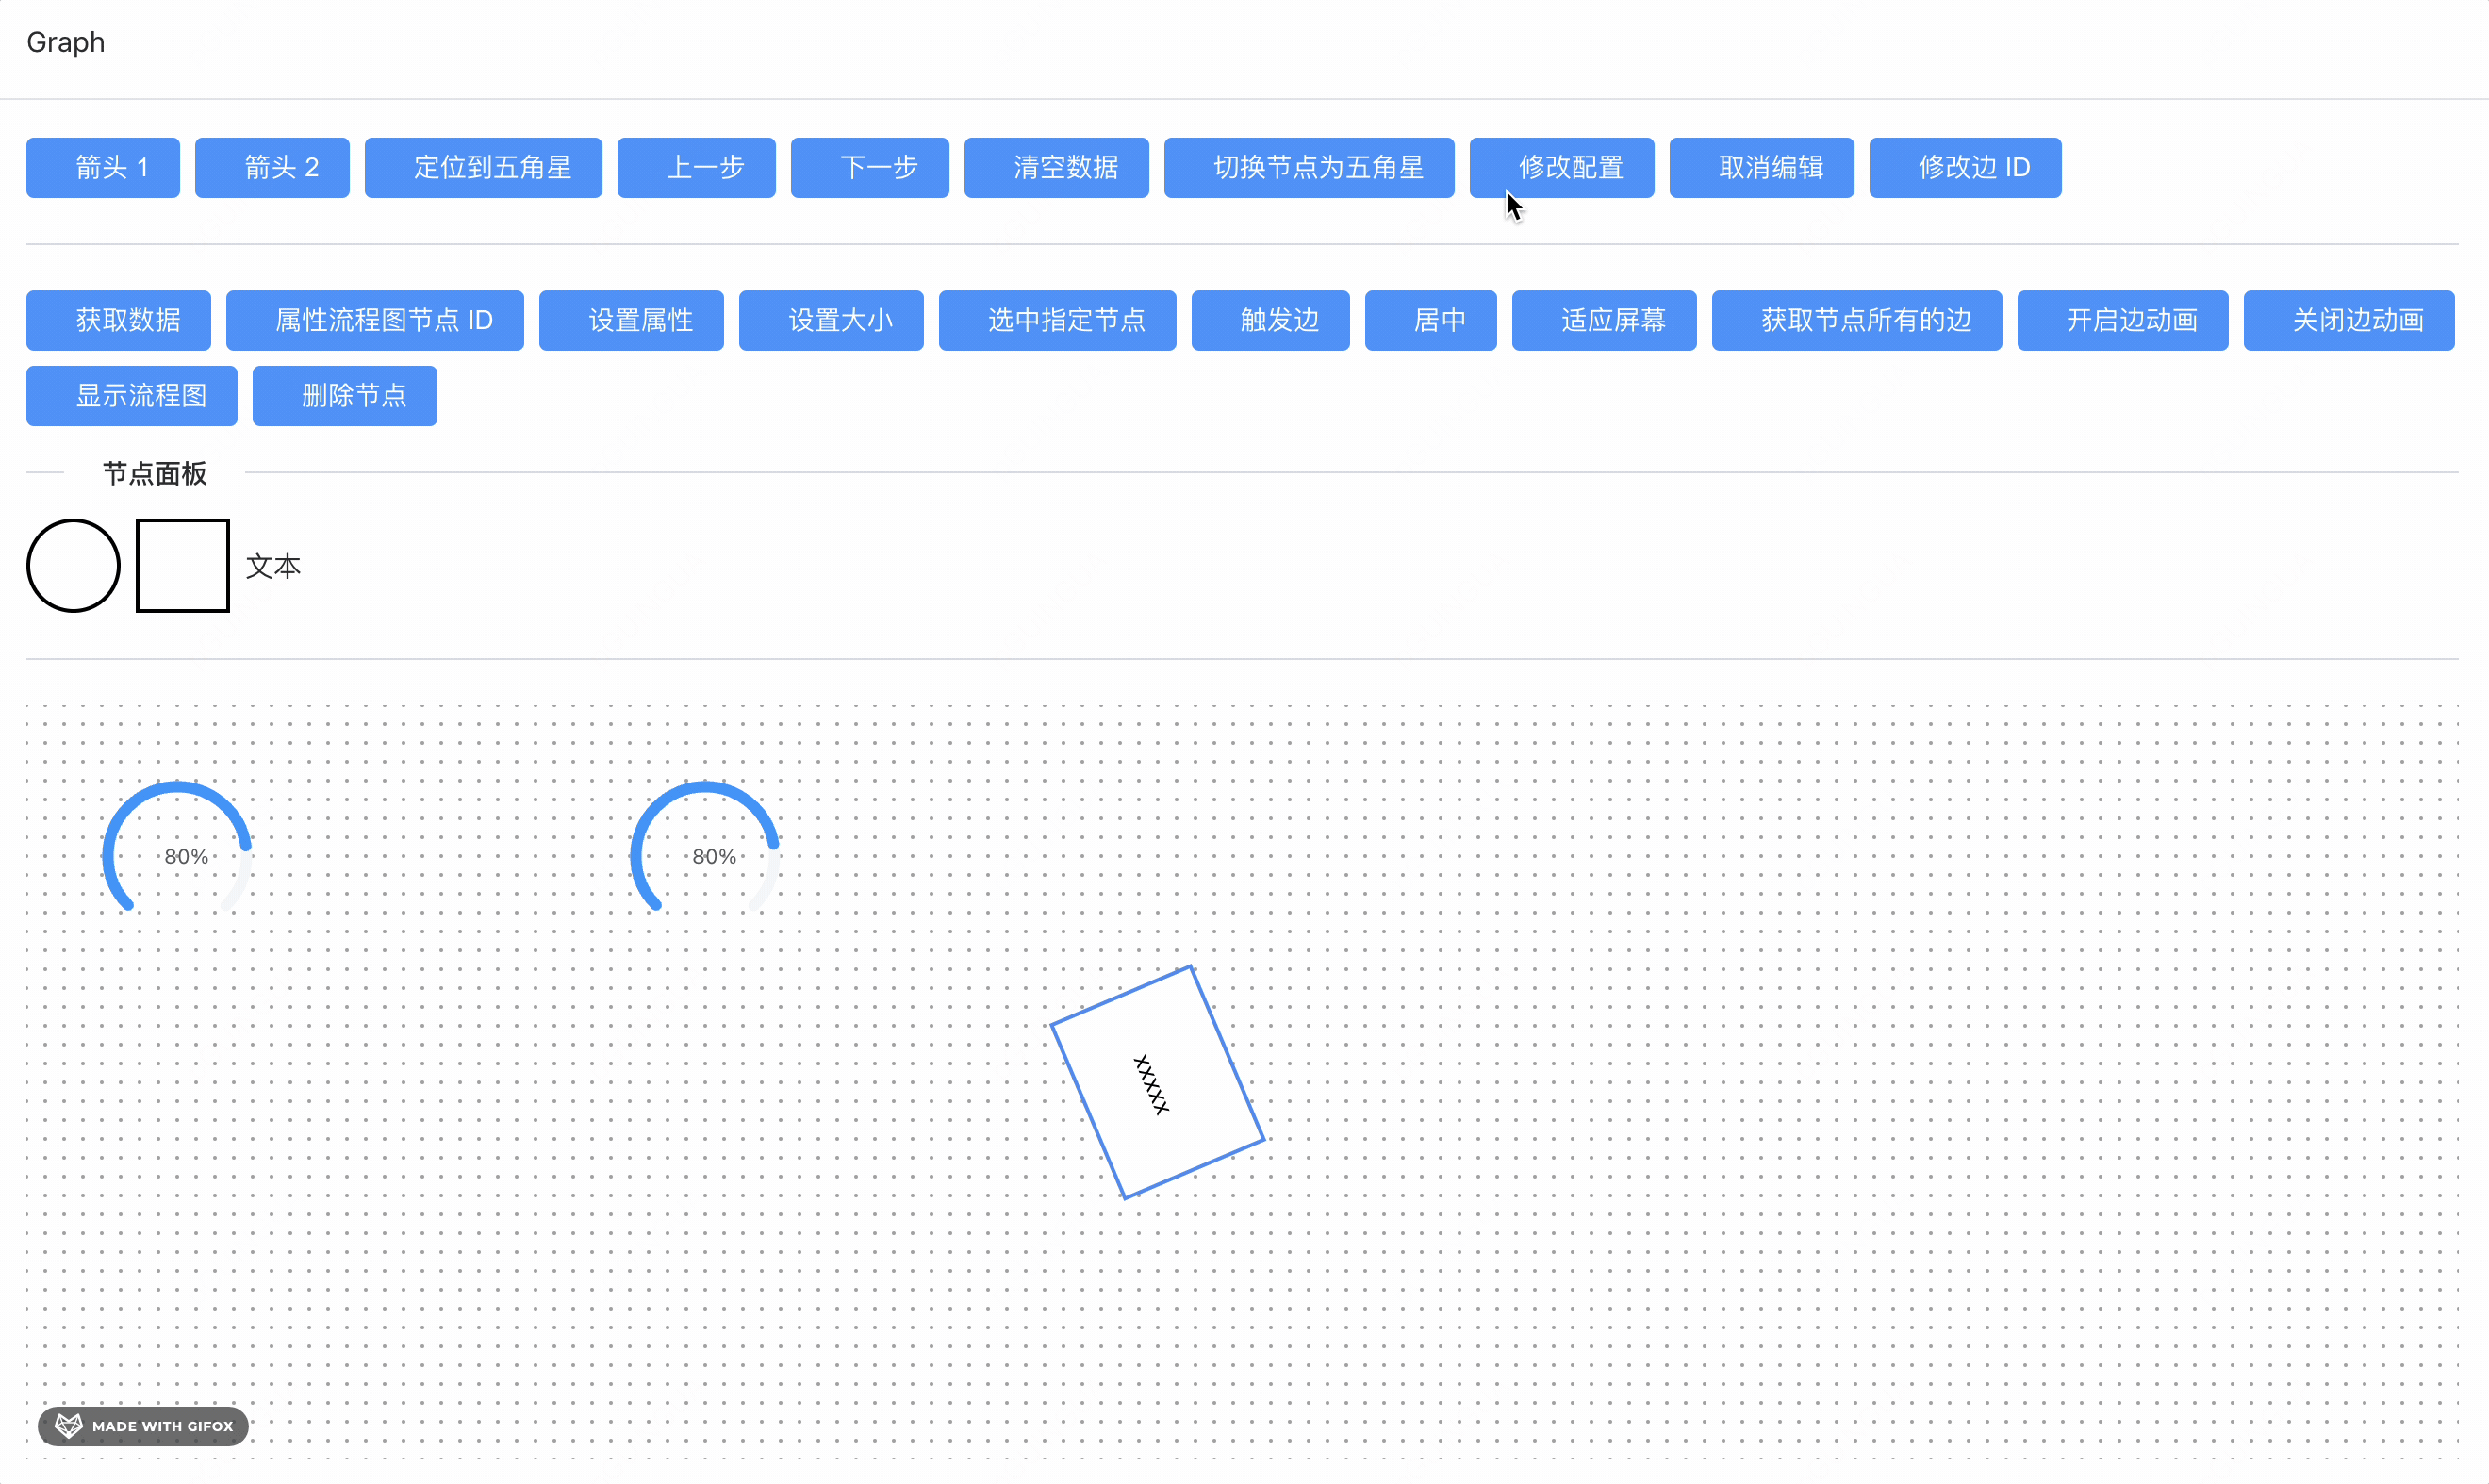 Graph
箭头 1 箭头 2 定位到五角星 上一步 下一步 清空数据 切换节点为五角星 修改配置 取消编辑 修改边 ID
获取数据 属性流程图节点 ID 设置属性 设置大小 选中指定节点 触发边 居中 适应屏幕 获取节点所有的边 开启边动画 关闭边动画
显示流程图 删除节点
节点面板
文本
80% 80%
xxxxx
MADE WITH GIFOX